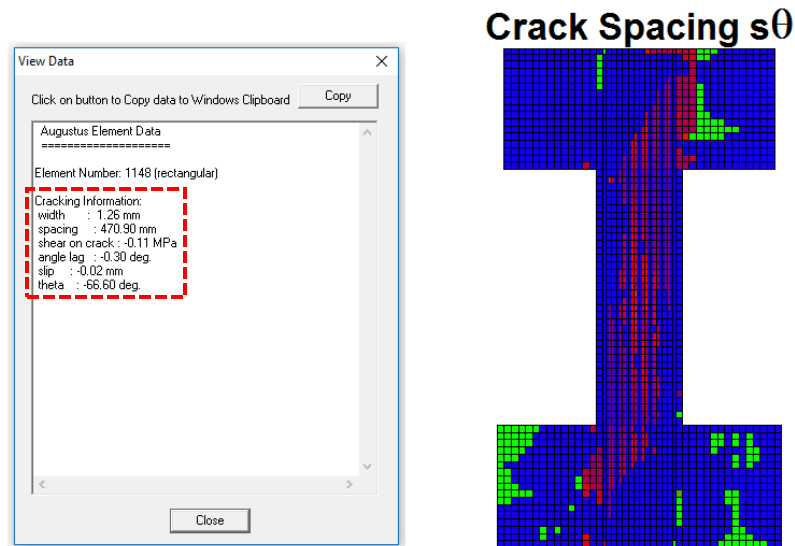 View Data
Click on button to Copy data to Windows Clipboard
Copy
Augustus Element Data
====================
Element Number: 1148 (rectangular)
Cracking Information:
width : 1.26 mm
spacing : 470.90 mm
shear on crack : -0.11 MPa
angle lag : -0.30 deg.
slip : -0.02 mm
theta : -66.60 deg.
Close
Crack Spacing sθ